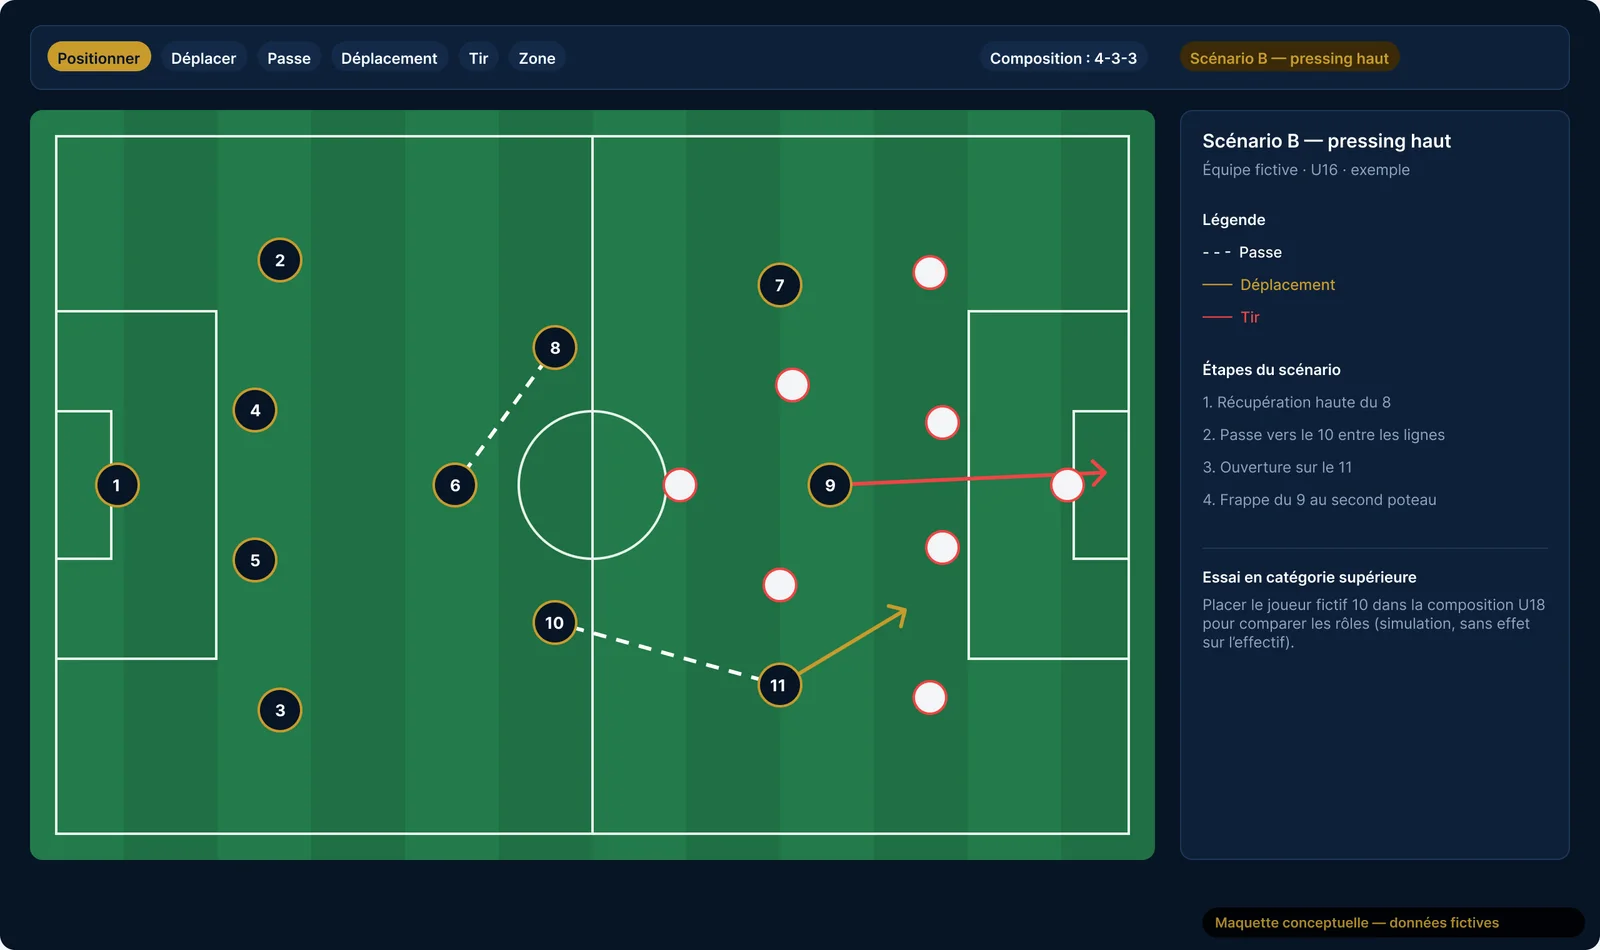 Positionner Déplacer Passe Déplacement Tir Zone Composition : 4-3-3 Scénario B — pressing haut
2
7
8
4
1
6
9
5
10
11
3
Scénario B — pressing haut
Équipe fictive · U16 · exemple
Légende
- - - Passe
Déplacement
Tir
Étapes du scénario
1. Récupération haute du 8
2. Passe vers le 10 entre les lignes
3. Ouverture sur le 11
4. Frappe du 9 au second poteau
Essai en catégorie supérieure
Placer le joueur fictif 10 dans la composition U18
pour comparer les rôles (simulation, sans effet
sur l’effectif).
Maquette conceptuelle — données fictives